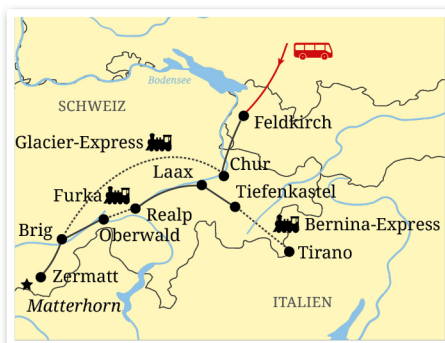 Bodensee
SCHWEIZ
Feldkirch
Glacier-Express
Chur
Laax
Tiefenkastel
Furka
Realp
Bernina-Express
Brig
Oberwald
Tirano
Zermatt
Matterhorn
ITALIEN